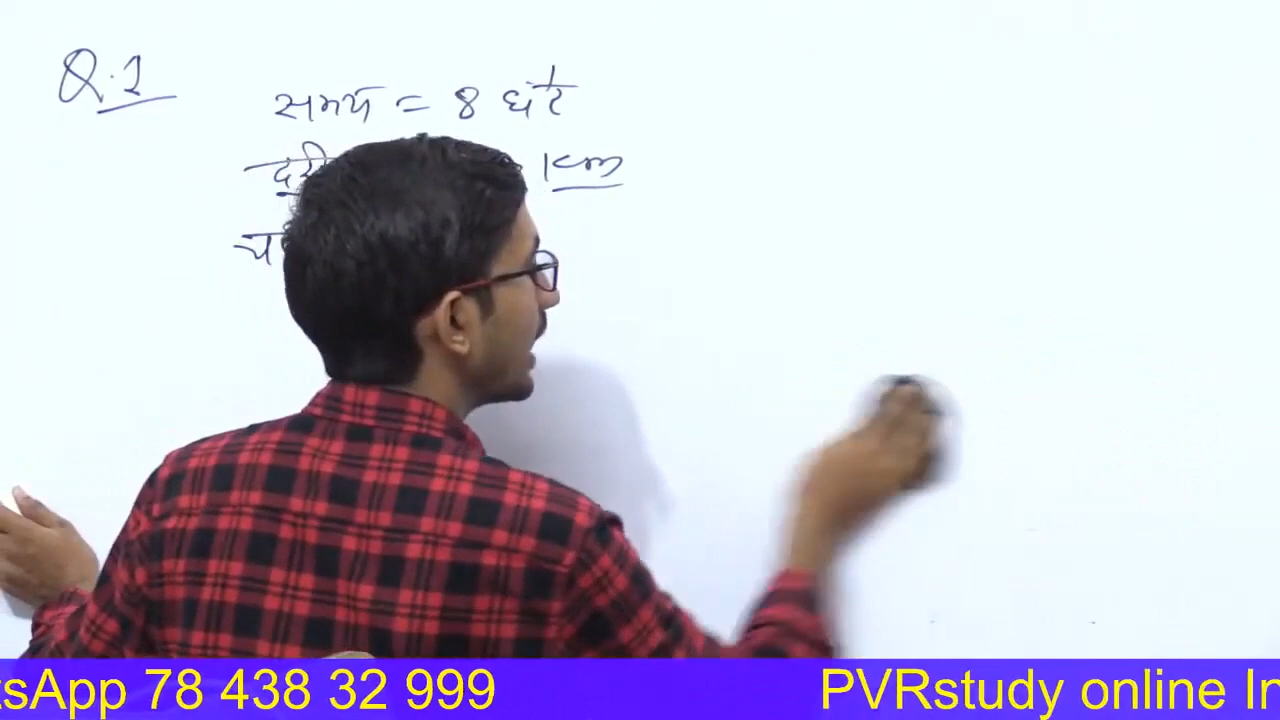 Q.1
समय = 8 घंटे
दूरी Km
tsApp 78 438 32 999
PVRstudy online In